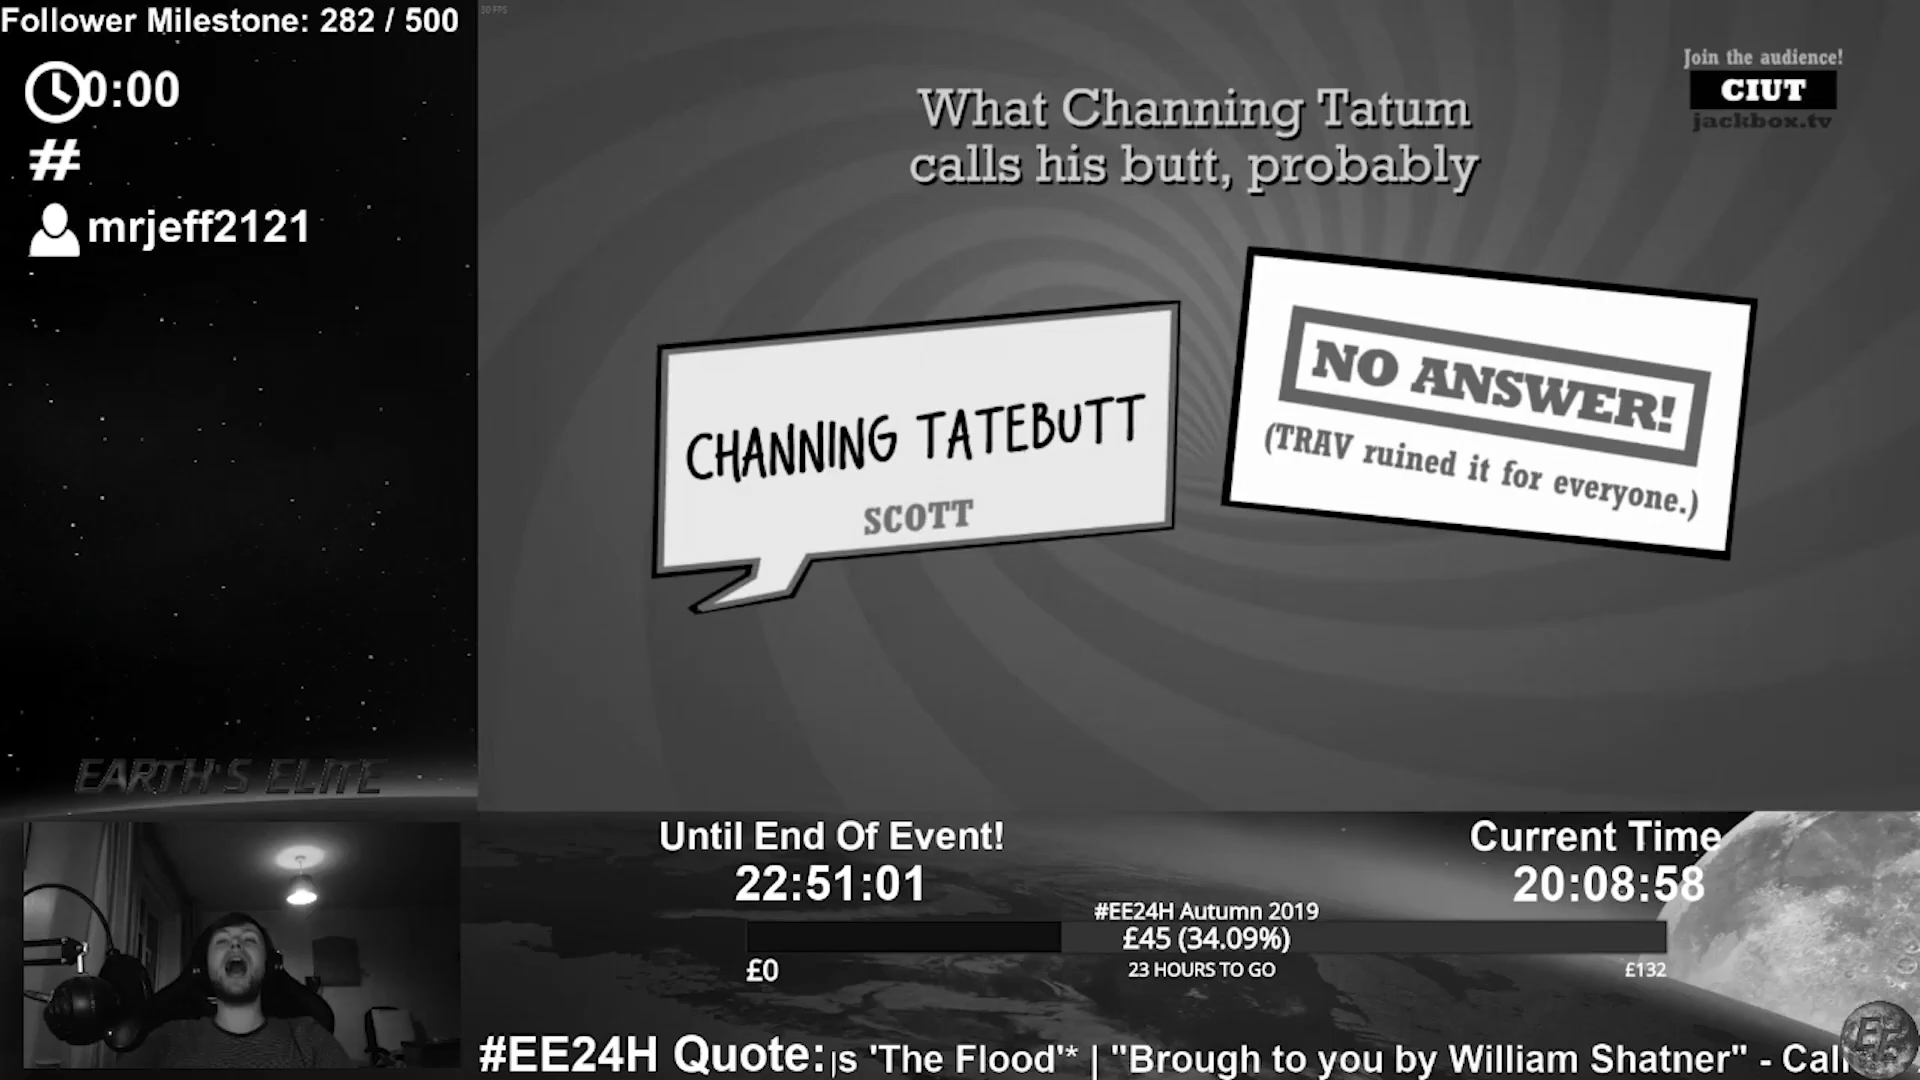 Follower Milestone: 282 / 500
30 FPS
0:00
#
mrjeff2121
Join the audience!
CIUT
jackbox.tv
What Channing Tatum
calls his butt, probably
CHANNING TATEBUTT
SCOTT
NO ANSWER!
(TRAV ruined it for everyone.)
EARTH'S ELITE
Until End Of Event!
22:51:01
Current Time
20:08:58
#EE24H Autumn 2019
£45 (34.09%)
£0
23 HOURS TO GO
£132
#EE24H Quote: s 'The Flood'* | "Brough to you by William Shatner" - Call